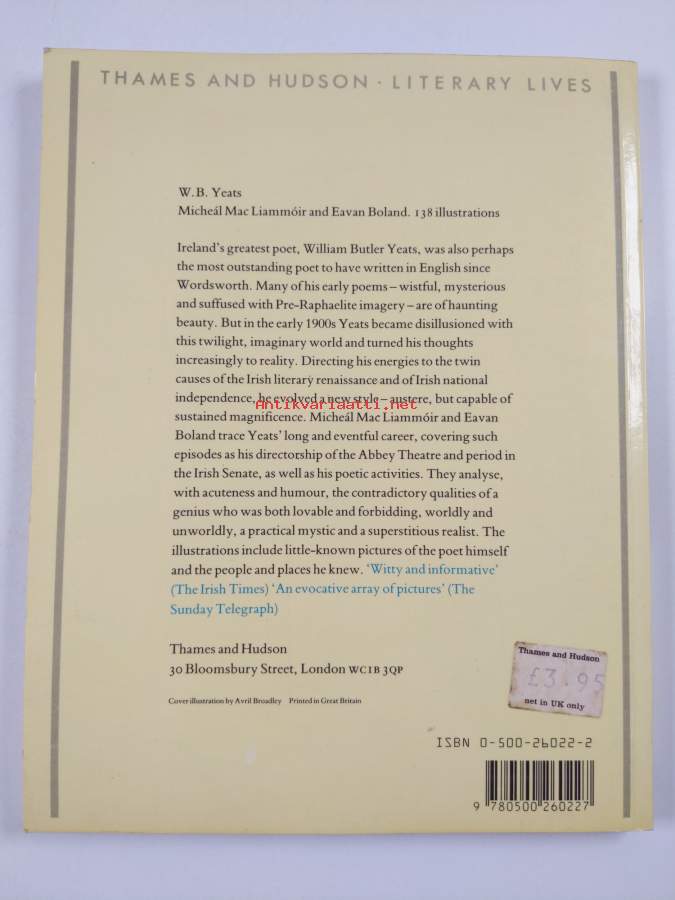 THAMES AND HUDSON · LITERARY LIVES
W.B. Yeats
Micheál Mac Liammóir and Eavan Boland. 138 illustrations
Ireland's greatest poet, William Butler Yeats, was also perhaps
the most outstanding poet to have written in English since
Wordsworth. Many of his early poems – wistful, mysterious
and suffused with Pre-Raphaelite imagery – are of haunting
beauty. But in the early 1900s Yeats became disillusioned with
this twilight, imaginary world and turned his thoughts
increasingly to reality. Directing his energies to the twin
causes of the Irish literary renaissance and of Irish national
independence, he evolved a new style – austere, but capable of
Antikvariaatti.net
sustained magnificence. Micheál Mac Liammóir and Eavan
Boland trace Yeats' long and eventful career, covering such
episodes as his directorship of the Abbey Theatre and period in
the Irish Senate, as well as his poetic activities. They analyse,
with acuteness and humour, the contradictory qualities of a
genius who was both lovable and forbidding, worldly and
unworldly, a practical mystic and a superstitious realist. The
illustrations include little-known pictures of the poet himself
and the people and places he knew. 'Witty and informative'
(The Irish Times) 'An evocative array of pictures' (The
Sunday Telegraph)
Thames and Hudson
30 Bloomsbury Street, London WC1B 3QP
Cover illustration by Avril Broadley Printed in Great Britain
Thames and Hudson
£3.95
net in UK only
ISBN 0-500-26022-2
9 780500 260227